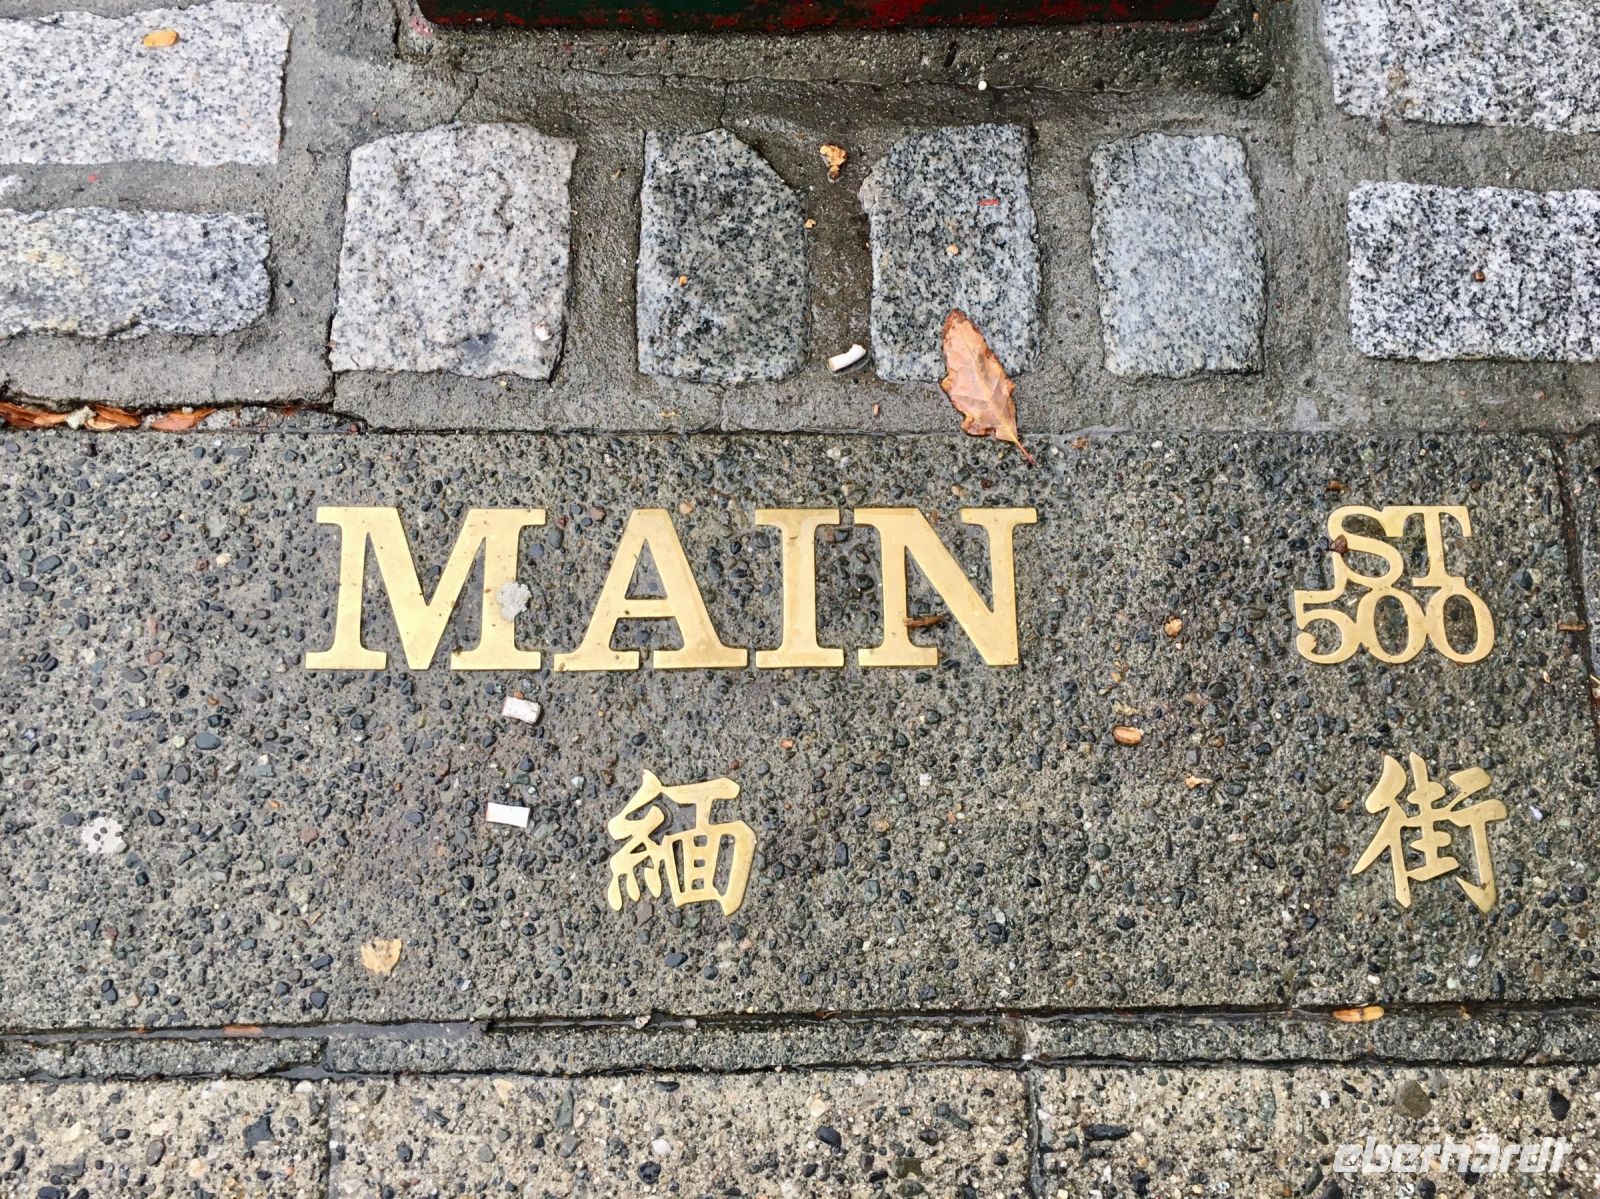 MAIN ST
500
緬 街
eberhardt